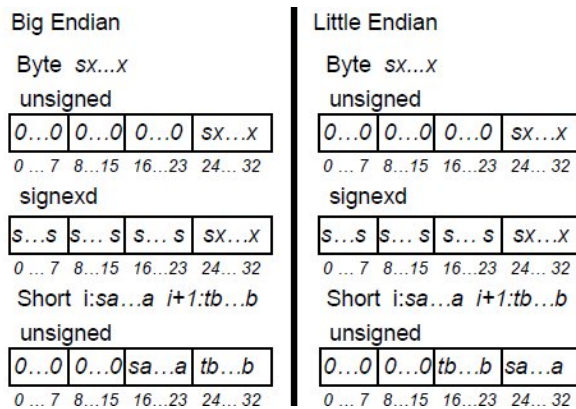 Big Endian
Byte sx...x
unsigned
0...0 0...0 0...0 sx...x
0 ... 7 8...15 16...23 24... 32
signexd
s...s s... s s... s sx...x
0 ... 7 8...15 16...23 24... 32
Short i:sa...a i+1:tb...b
unsigned
0...0 0...0 sa...a tb...b
0 ... 7 8...15 16...23 24... 32
Little Endian
Byte sx...x
unsigned
0...0 0...0 0...0 sx...x
0 ... 7 8...15 16...23 24... 32
signexd
s...s s... s s... s sx...x
0 ... 7 8...15 16...23 24... 32
Short i:sa...a i+1:tb...b
unsigned
0...0 0...0 tb...b sa...a
0 ... 7 8...15 16...23 24... 32